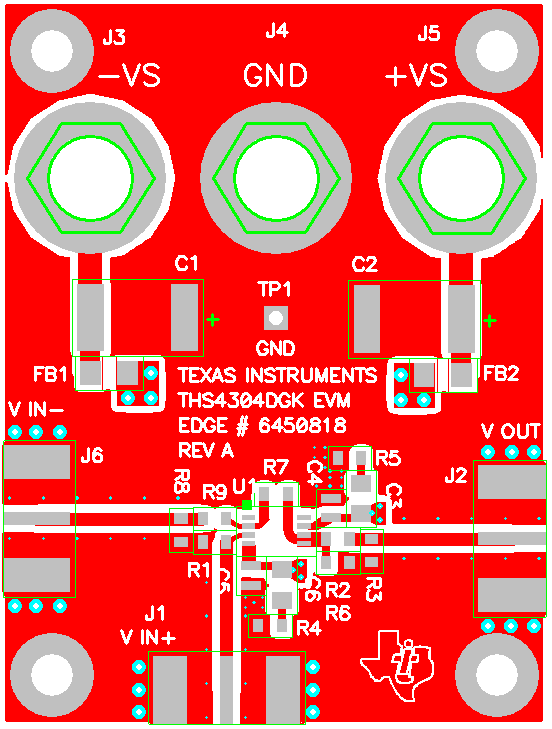 J3
J4
J5
-VS
GND
+VS
C1
C2
+
+
TP1
GND
FB1
FB2
TEXAS INSTRUMENTS
THS4304DGK EVM
EDGE # 6450818
REV A
V IN-
V OUT
J6
R8
R9
U1
R7
C4
R5
C3
J2
R1
C5
C6
R2
R3
R6
R4
J1
V IN+